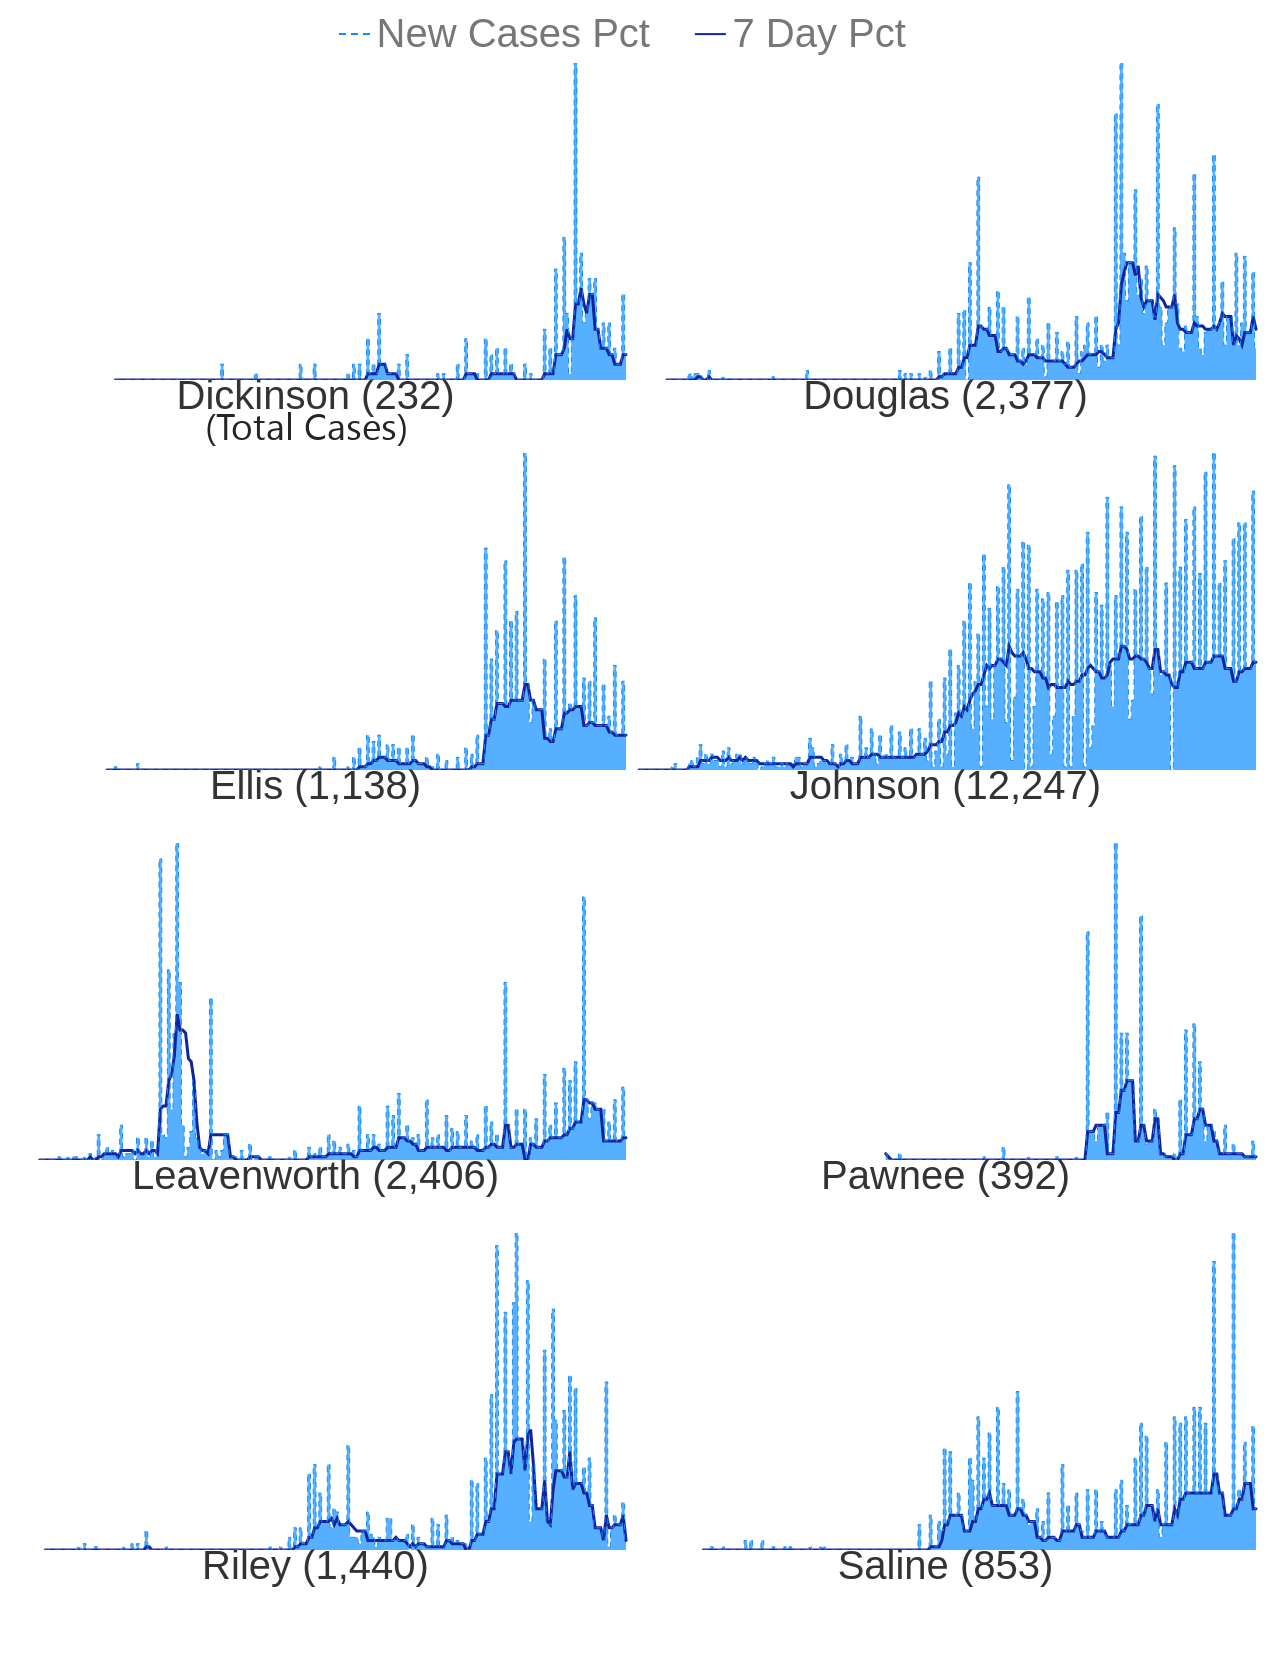 New Cases Pct 7 Day Pct
Dickinson (232) Douglas (2,377)
(Total Cases)
Ellis (1,138) Johnson (12,247)
Leavenworth (2,406) Pawnee (392)
Riley (1,440) Saline (853)